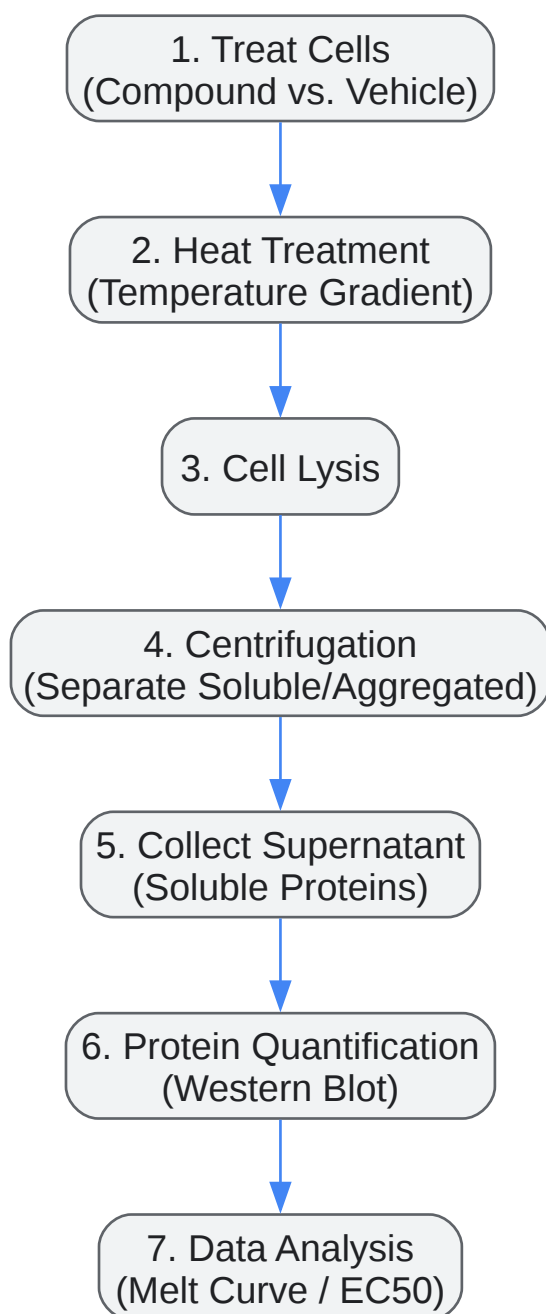 1. Treat Cells
(Compound vs. Vehicle)
2. Heat Treatment
(Temperature Gradient)
3. Cell Lysis
4. Centrifugation
(Separate Soluble/Aggregated)
5. Collect Supernatant
(Soluble Proteins)
6. Protein Quantification
(Western Blot)
7. Data Analysis
(Melt Curve / EC50)